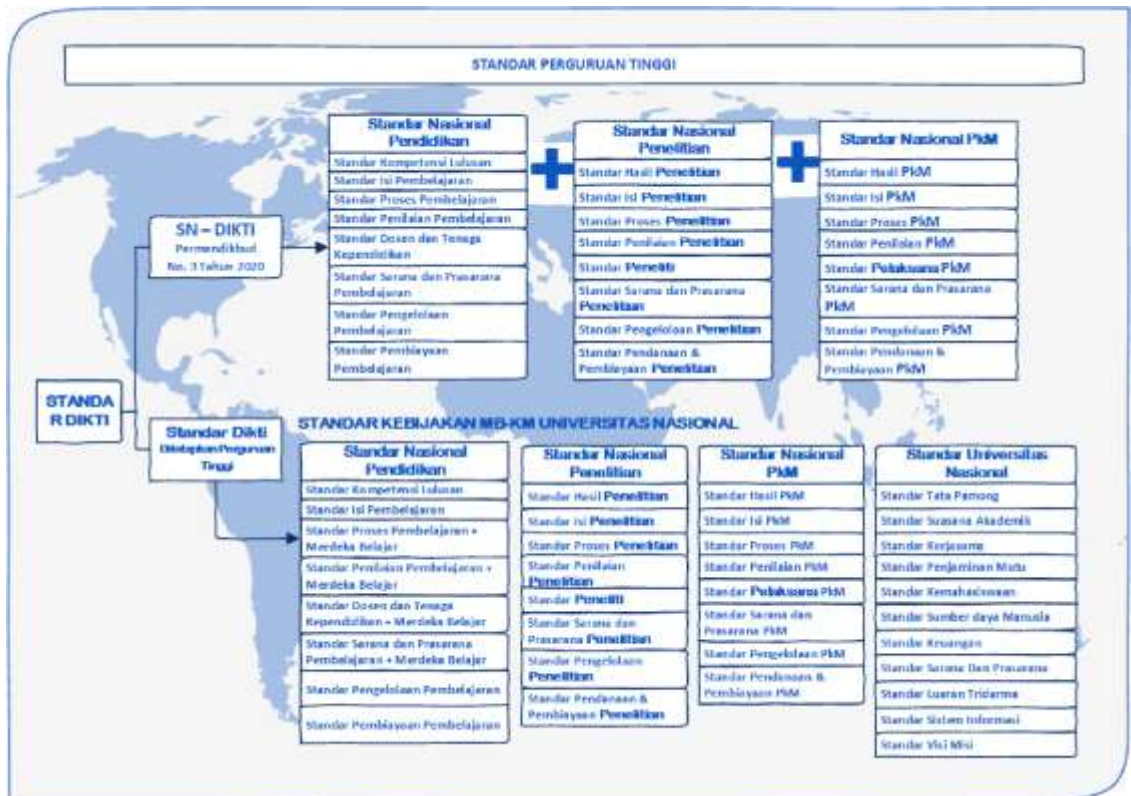 STANDAR PERGURUAN TINGGI
Standar Nasional
Pendidikan
Standar Kompetensi Lulusan
Standar Isi Pembelajaran
Standar Proses Pembelajaran
Standar Penilaian Pembelajaran
Standar Dosen dan Tenaga
Kependidikan
Standar Sarana dan Prasarana
Pembelajaran
Standar Pengelolaan
Pembelajaran
Standar Pembiayaan
Pembelajaran
Standar Nasional
Penelitian
Standar Hasil Penelitian
Standar Isi Penelitian
Standar Proses Penelitian
Standar Penilaian Penelitian
Standar Peneliti
Standar Sarana dan Prasarana
Penelitian
Standar Pengelolaan Penelitian
Standar Pendanaan &
Pembiayaan Penelitian
Standar Nasional PkM
Standar Hasil PkM
Standar Isi PkM
Standar Proses PkM
Standar Penilaian PkM
Standar Pelaksana PkM
Standar Sarana dan Prasarana
PkM
Standar Pengelolaan PkM
Standar Pendanaan &
Pembiayaan PkM
SN – DIKTI
Permendikbud
No. 3 Tahun 2020
STANDA
R DIKTI
Standar Dikti
Ditetapkan Perguruan
Tinggi
STANDAR KEBIJAKAN MB-KM UNIVERSITAS NASIONAL
Standar Nasional
Pendidikan
Standar Kompetensi Lulusan
Standar Isi Pembelajaran
Standar Proses Pembelajaran +
Merdeka Belajar
Standar Penilaian Pembelajaran +
Merdeka Belajar
Standar Dosen dan Tenaga
Kependidikan + Merdeka Belajar
Standar Sarana dan Prasarana
Pembelajaran + Merdeka Belajar
Standar Pengelolaan Pembelajaran
Standar Pembiayaan Pembelajaran
Standar Nasional
Penelitian
Standar Hasil Penelitian
Standar Isi Penelitian
Standar Proses Penelitian
Standar Penilaian
Penelitian
Standar Peneliti
Standar Sarana dan
Prasarana Penelitian
Standar Pengelolaan
Penelitian
Standar Pendanaan &
Pembiayaan Penelitian
Standar Nasional
PkM
Standar Hasil PkM
Standar Isi PkM
Standar Proses PkM
Standar Penilaian PkM
Standar Pelaksana PkM
Standar Sarana dan
Prasarana PkM
Standar Pengelolaan PkM
Standar Pendanaan &
Pembiayaan PkM
Standar Universitas
Nasional
Standar Tata Pamong
Standar Suasana Akademik
Standar Kerjasama
Standar Penjaminan Mutu
Standar Kemahasiswaan
Standar Sumber daya Manusia
Standar Keuangan
Standar Sarana Dan Prasarana
Standar Luaran Tridarma
Standar Sistem Informasi
Standar Visi Misi